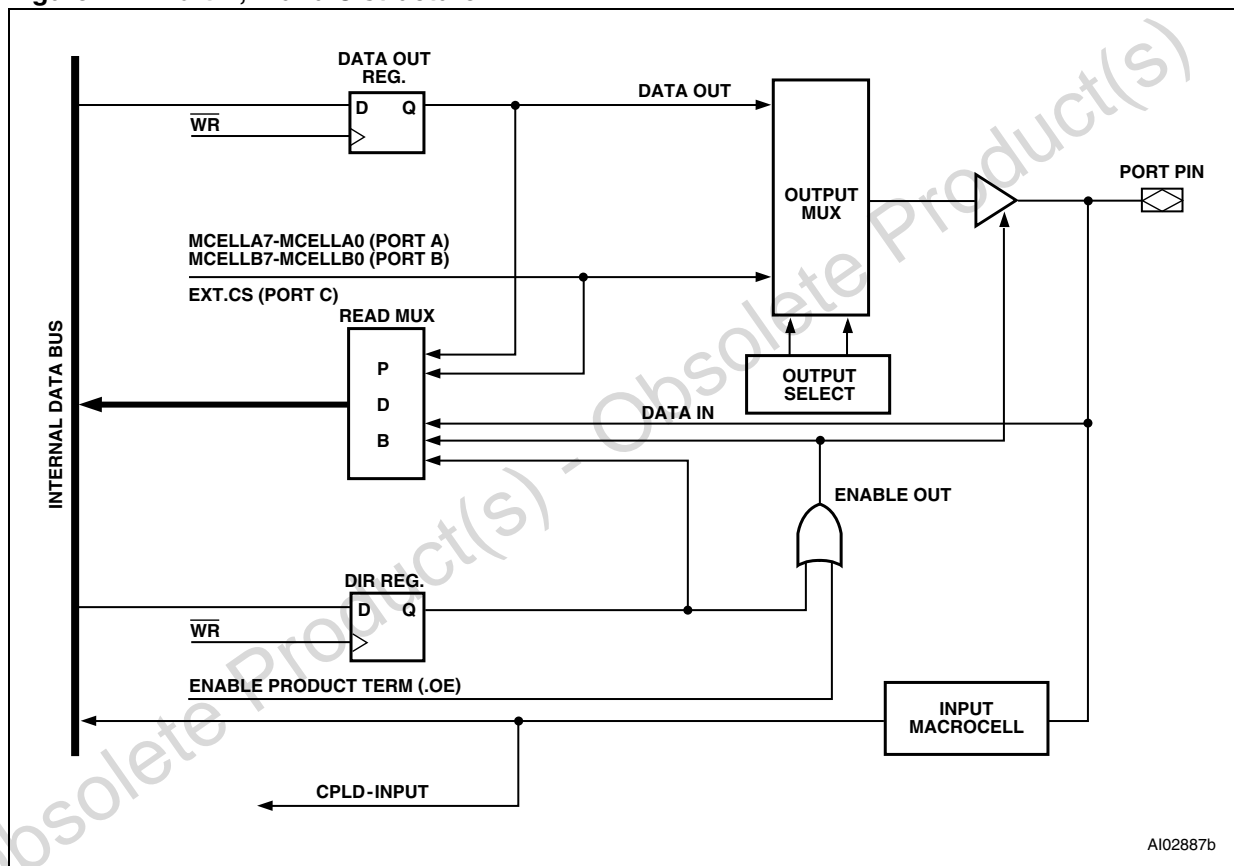 DATA OUT
REG.
D Q
WR
DATA OUT
OUTPUT
MUX
PORT PIN
MCELLA7-MCELLA0 (PORT A)
MCELLB7-MCELLB0 (PORT B)
EXT.CS (PORT C)
READ MUX
P
D
B
OUTPUT
SELECT
DATA IN
ENABLE OUT
INTERNAL DATA BUS
DIR REG.
D Q
WR
ENABLE PRODUCT TERM (.OE)
INPUT
MACROCELL
CPLD-INPUT
AI02887b
Obsolete Product(s) - Obsolete Product(s)